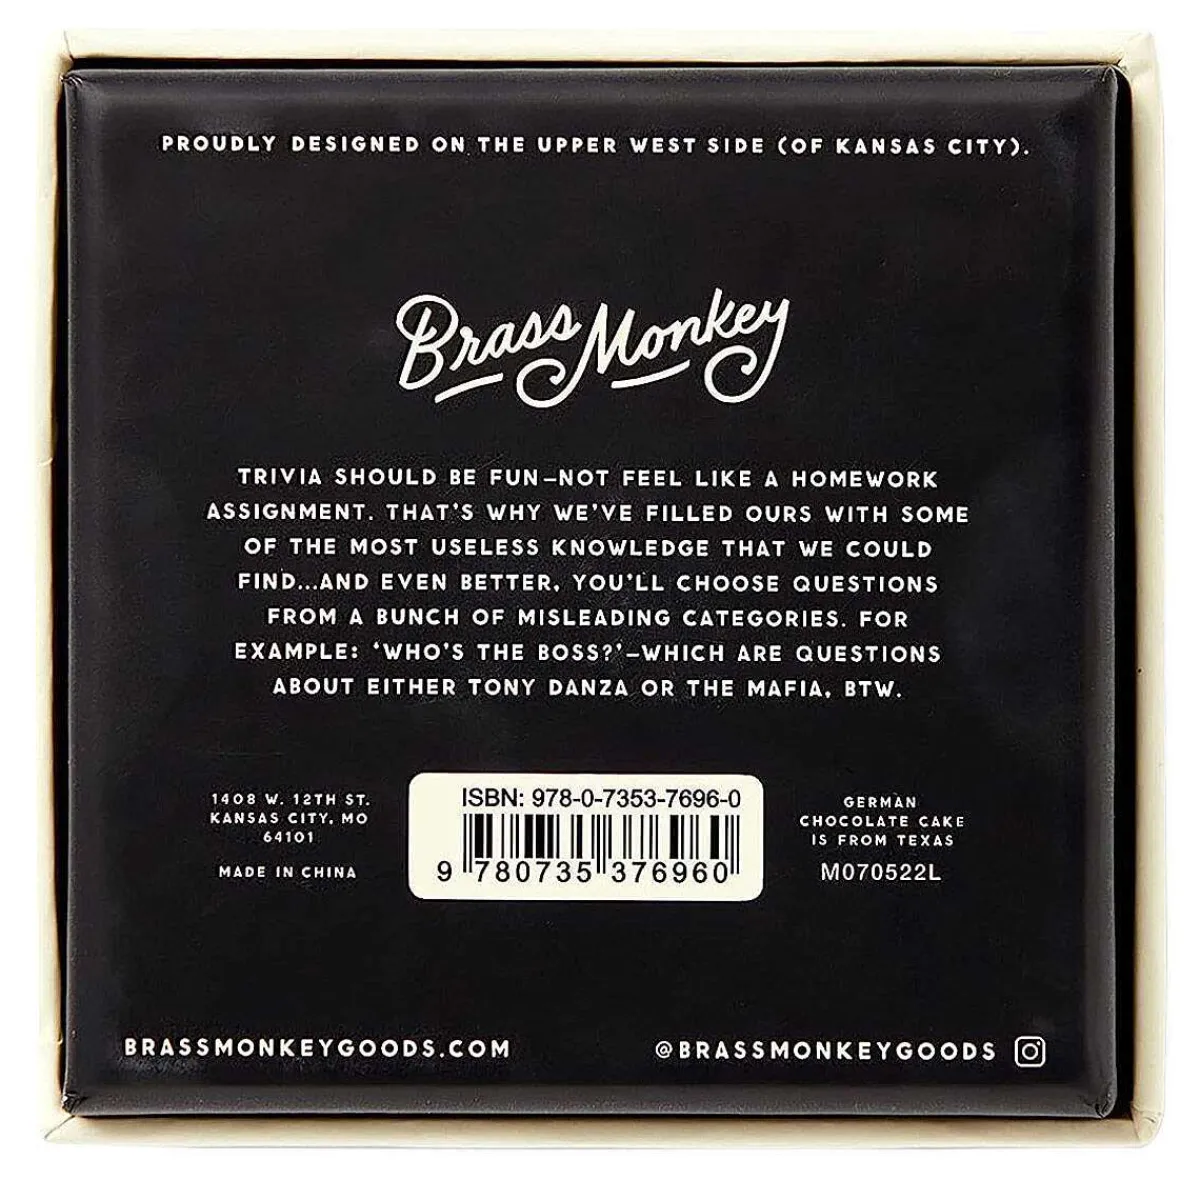 PROUDLY DESIGNED ON THE UPPER WEST SIDE (OF KANSAS CITY).
Brass Monkey
TRIVIA SHOULD BE FUN–NOT FEEL LIKE A HOMEWORK
ASSIGNMENT. THAT'S WHY WE'VE FILLED OURS WITH SOME
OF THE MOST USELESS KNOWLEDGE THAT WE COULD
FIND...AND EVEN BETTER, YOU'LL CHOOSE QUESTIONS
FROM A BUNCH OF MISLEADING CATEGORIES. FOR
EXAMPLE: ‘WHO'S THE BOSS?’–WHICH ARE QUESTIONS
ABOUT EITHER TONY DANZA OR THE MAFIA, BTW.
1408 W. 12TH ST.
KANSAS CITY, MO
64101
MADE IN CHINA
ISBN: 978-0-7353-7696-0
9 780735 376960
GERMAN
CHOCOLATE CAKE
IS FROM TEXAS
M070522L
BRASSMONKEYGOODS.COM
@BRASSMONKEYGOODS